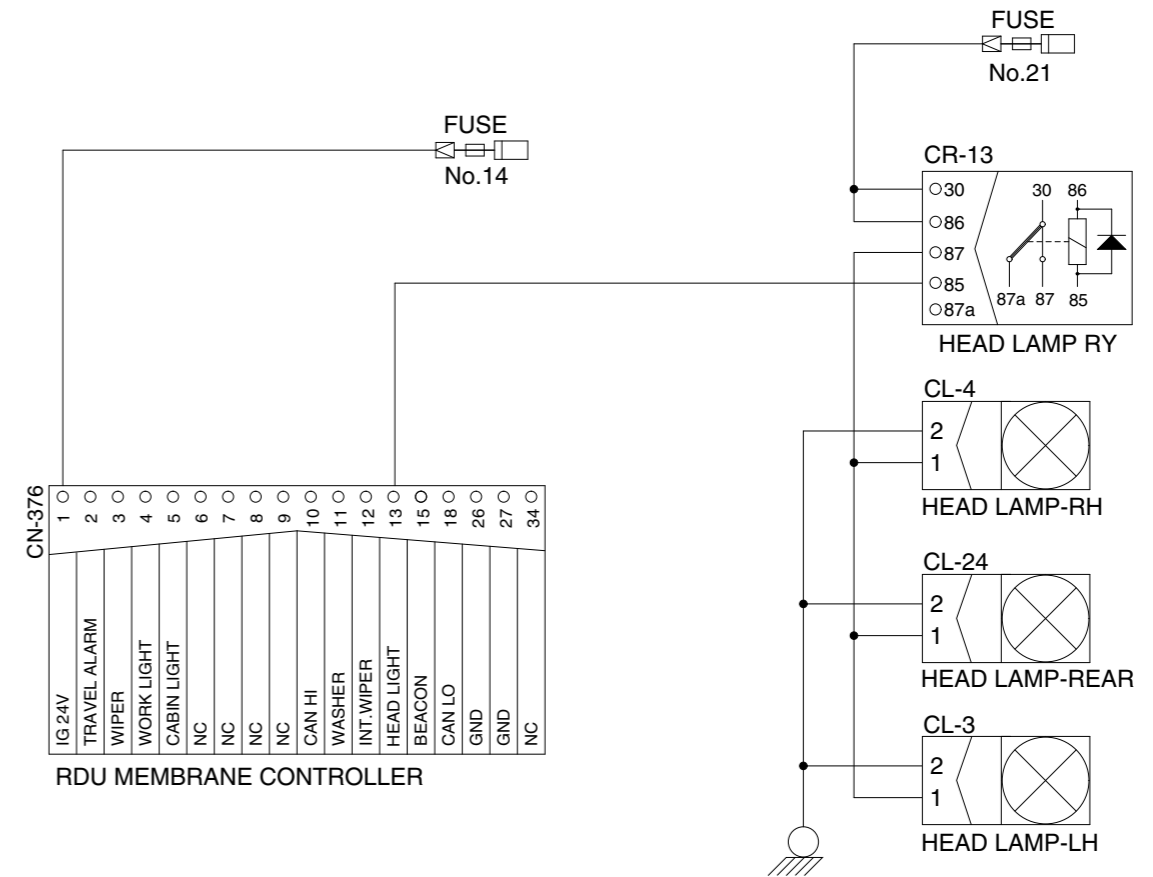 FUSE
No.21
FUSE
No.14
CR-13
30
86
87
85
87a
30 86
87a 87 85
HEAD LAMP RY
CL-4
2
1
HEAD LAMP-RH
CL-24
2
1
HEAD LAMP-REAR
CL-3
2
1
HEAD LAMP-LH
CN-376
1 2 3 4 5 6 7 8 9 10 11 12 13 15 18 26 27 34
IG 24V
TRAVEL ALARM
WIPER
WORK LIGHT
CABIN LIGHT
NC
NC
NC
NC
CAN HI
WASHER
INT.WIPER
HEAD LIGHT
BEACON
CAN LO
GND
GND
NC
RDU MEMBRANE CONTROLLER